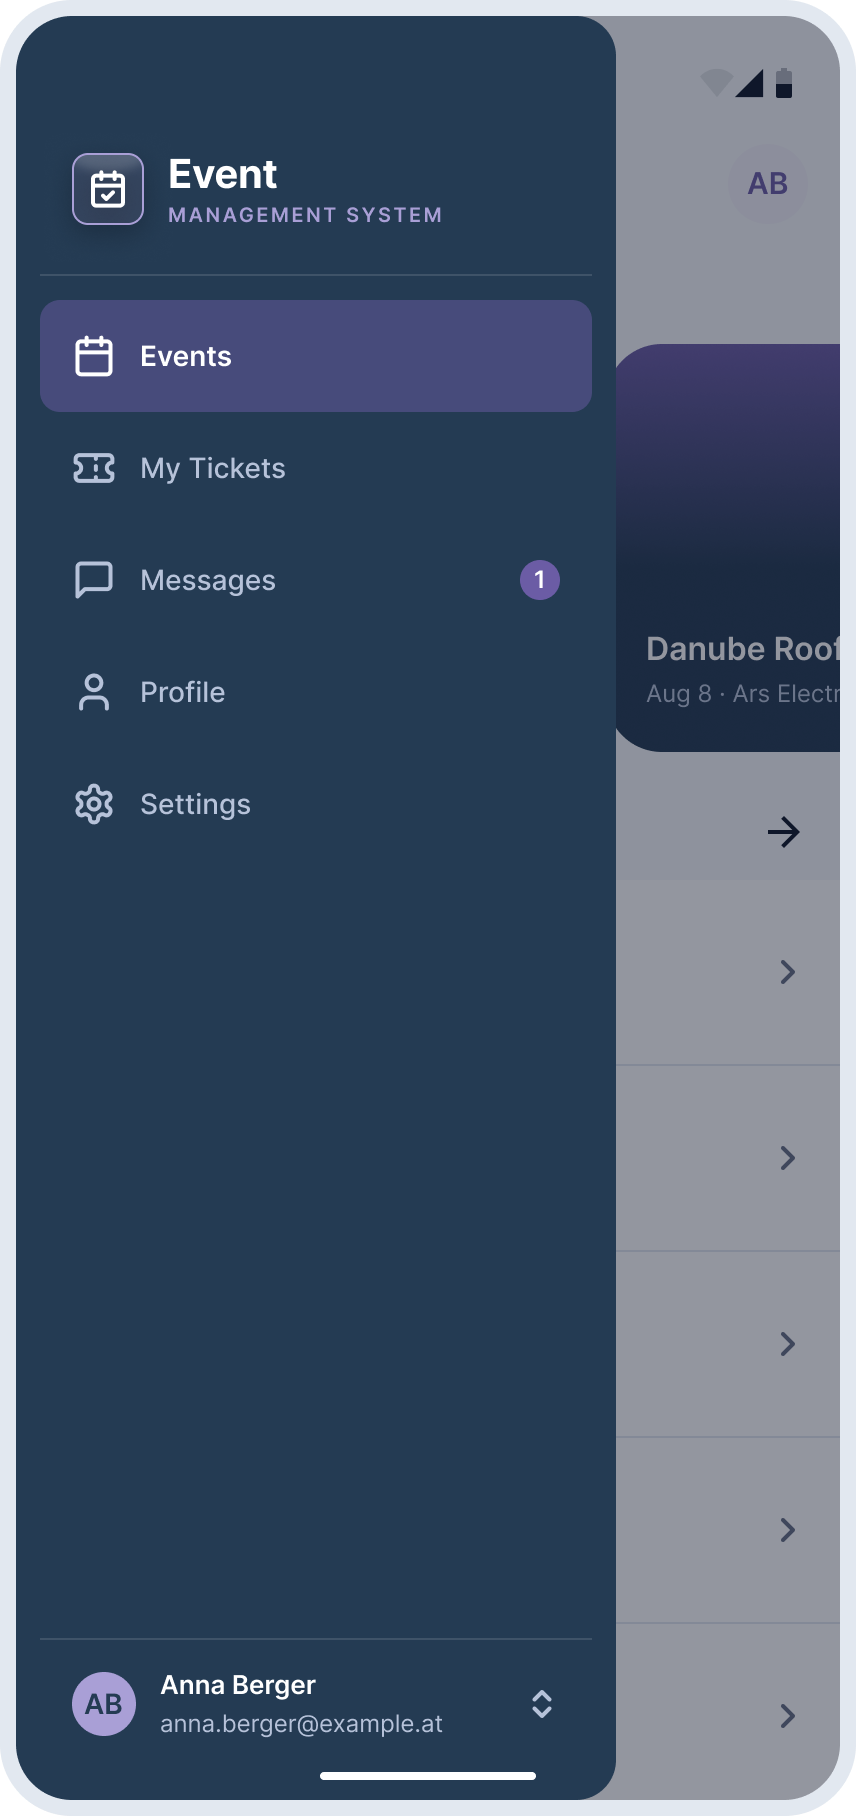 Event
MANAGEMENT SYSTEM
AB
Events
My Tickets
Messages
1
Profile
Settings
Danube Roof
Aug 8 · Ars Electr
AB
Anna Berger
anna.berger@example.at